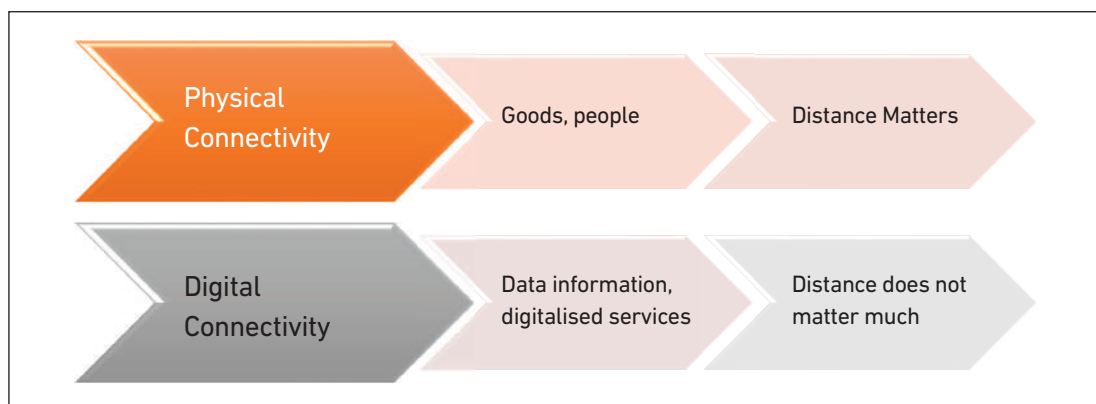 Physical
Connectivity
Goods, people
Distance Matters
Digital
Connectivity
Data information,
digitalised services
Distance does not
matter much